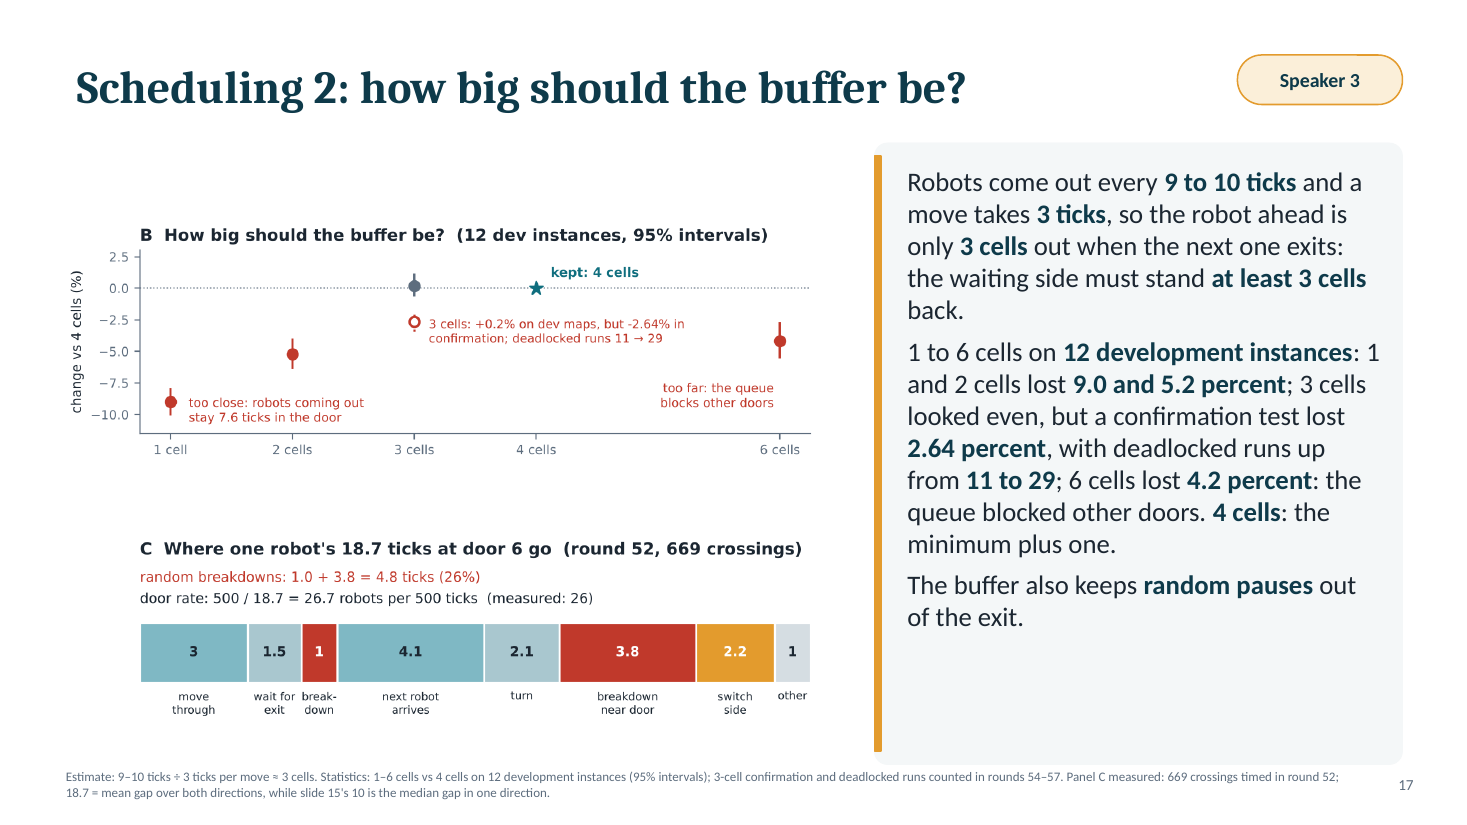 Scheduling 2: how big should the buffer be?
Speaker 3
B How big should the buffer be? (12 dev instances, 95% intervals)
change vs 4 cells (%)
2.5
0.0
−2.5
−5.0
−7.5
−10.0
kept: 4 cells
3 cells: +0.2% on dev maps, but -2.64% in
confirmation; deadlocked runs 11 → 29
too far: the queue
blocks other doors
too close: robots coming out
stay 7.6 ticks in the door
1 cell
2 cells
3 cells
4 cells
6 cells
C Where one robot's 18.7 ticks at door 6 go (round 52, 669 crossings)
random breakdowns: 1.0 + 3.8 = 4.8 ticks (26%)
door rate: 500 / 18.7 = 26.7 robots per 500 ticks (measured: 26)
3
1.5
1
4.1
2.1
3.8
2.2
1
move
through
wait for
exit
break-
down
next robot
arrives
turn
breakdown
near door
switch
side
other
Robots come out every 9 to 10 ticks and a
move takes 3 ticks, so the robot ahead is
only 3 cells out when the next one exits:
the waiting side must stand at least 3 cells
back.
1 to 6 cells on 12 development instances: 1
and 2 cells lost 9.0 and 5.2 percent; 3 cells
looked even, but a confirmation test lost
2.64 percent, with deadlocked runs up
from 11 to 29; 6 cells lost 4.2 percent: the
queue blocked other doors. 4 cells: the
minimum plus one.
The buffer also keeps random pauses out
of the exit.
Estimate: 9–10 ticks ÷ 3 ticks per move ≈ 3 cells. Statistics: 1–6 cells vs 4 cells on 12 development instances (95% intervals); 3-cell confirmation and deadlocked runs counted in rounds 54–57. Panel C measured: 669 crossings timed in round 52;
18.7 = mean gap over both directions, while slide 15's 10 is the median gap in one direction.
17